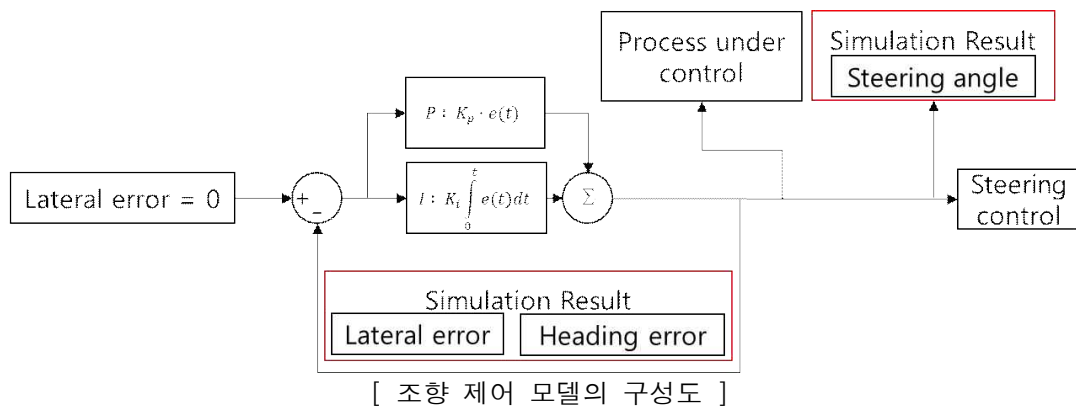 Process under
control
Simulation Result
Steering angle
P : K_p · e(t)
Lateral error = 0
+
−
I : K_i ∫_0^t e(t)dt
Σ
Steering
control
Simulation Result
Lateral error
Heading error
[ 조향 제어 모델의 구성도 ]